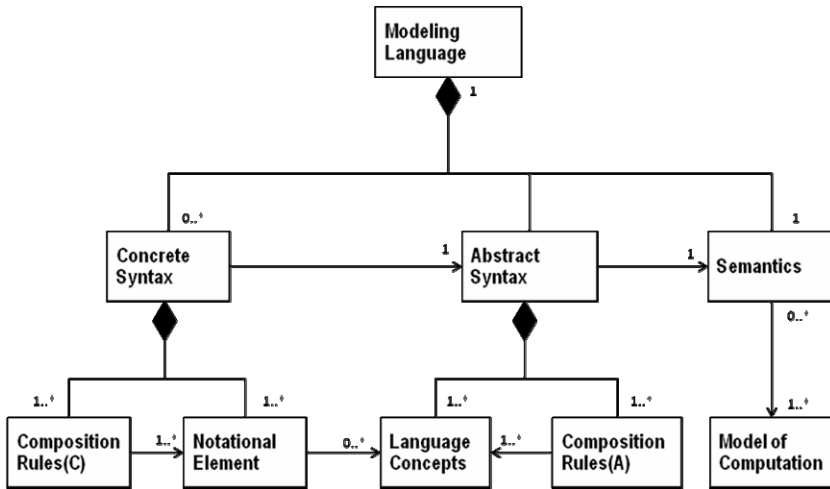 Modeling
Language
1
0..*
1
Concrete
Syntax
1
Abstract
Syntax
1
Semantics
0..*
1..*
1..*
1..*
1..*
1..*
Composition
Rules(C)
1..*
Notational
Element
0..*
Language
Concepts
1..*
Composition
Rules(A)
Model of
Computation